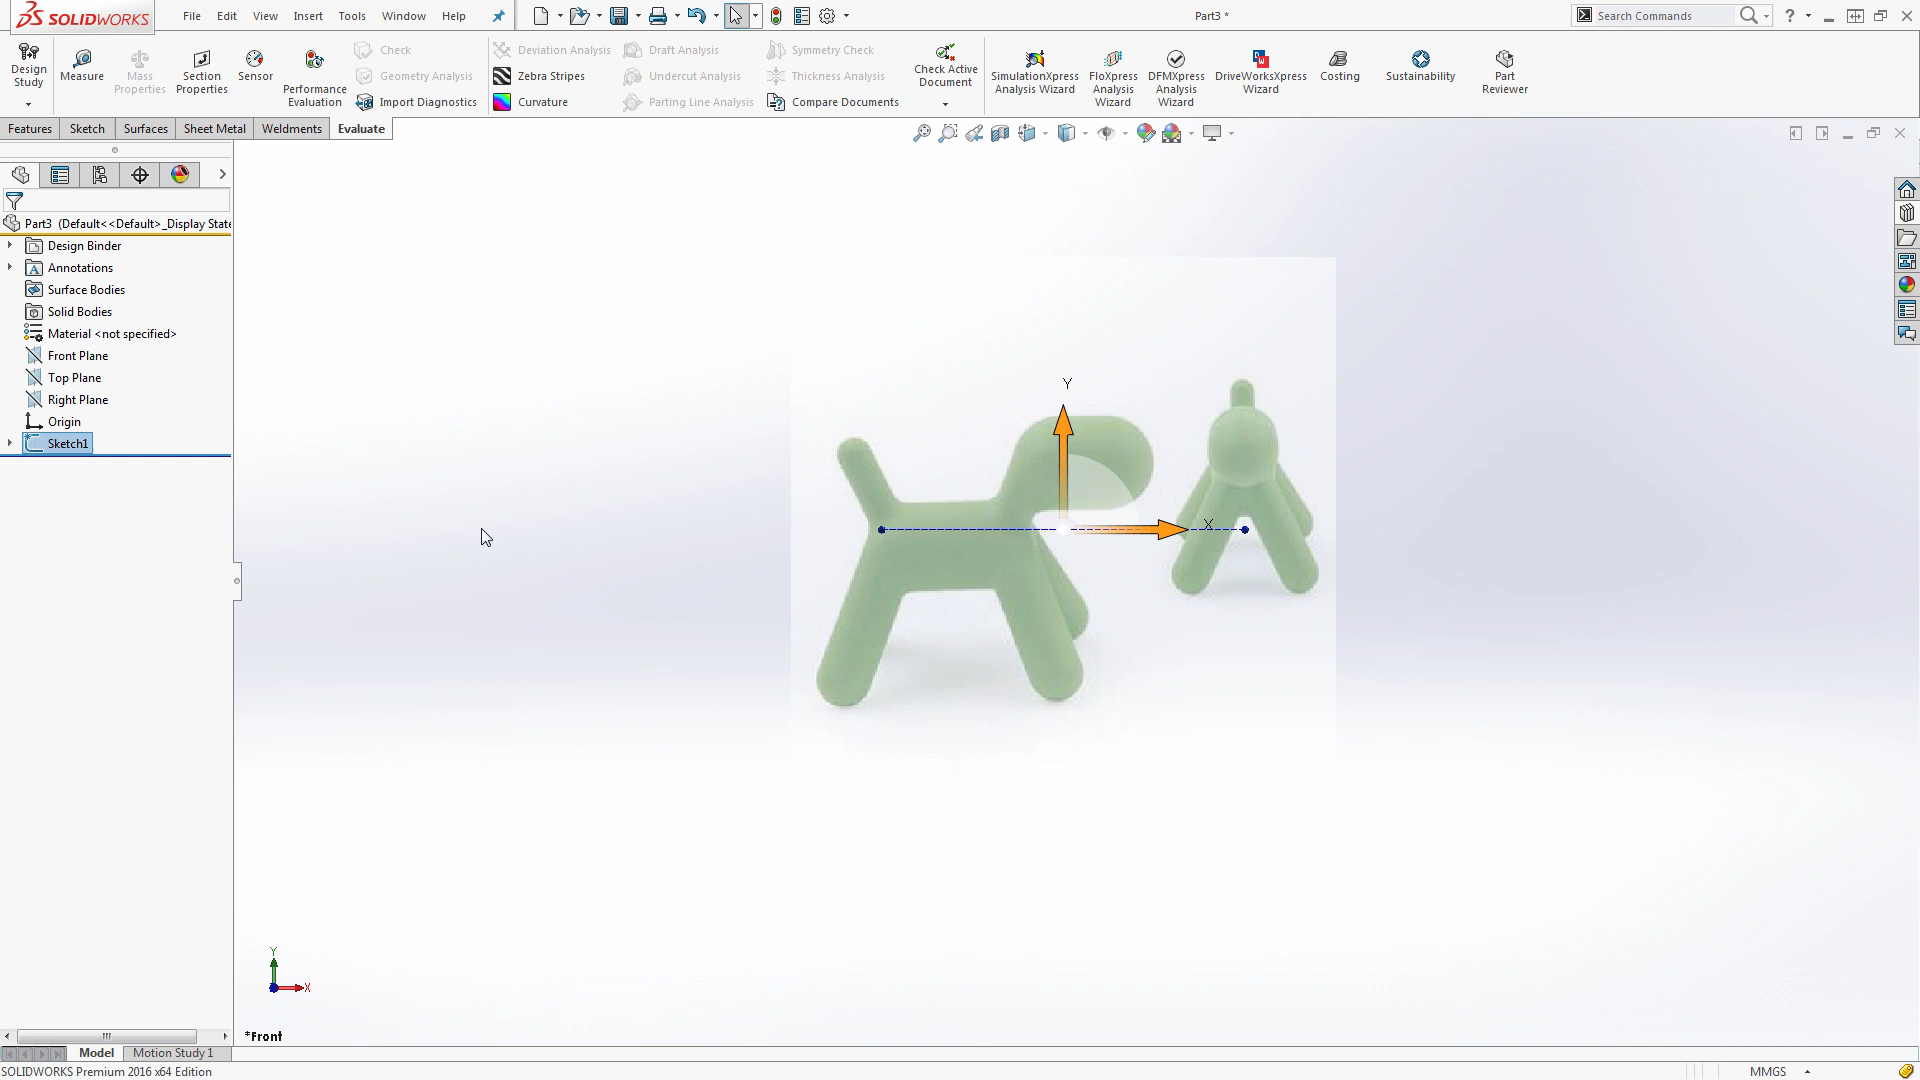 SOLIDWORKS
File Edit View Insert Tools Window Help
Part3 *
Search Commands
Design Study
Measure
Mass Properties
Section Properties
Sensor
Performance Evaluation
Check
Geometry Analysis
Import Diagnostics
Deviation Analysis
Zebra Stripes
Curvature
Draft Analysis
Undercut Analysis
Parting Line Analysis
Symmetry Check
Thickness Analysis
Compare Documents
Check Active Document
SimulationXpress Analysis Wizard
FloXpress Analysis Wizard
DFMXpress Analysis Wizard
DriveWorksXpress Wizard
Costing
Sustainability
Part Reviewer
Features Sketch Surfaces Sheet Metal Weldments Evaluate
Part3 (Default<<Default>_Display State
Design Binder
Annotations
Surface Bodies
Solid Bodies
Material <not specified>
Front Plane
Top Plane
Right Plane
Origin
Sketch1
Y
X
Y
X
*Front
Model Motion Study 1
SOLIDWORKS Premium 2016 x64 Edition
MMGS